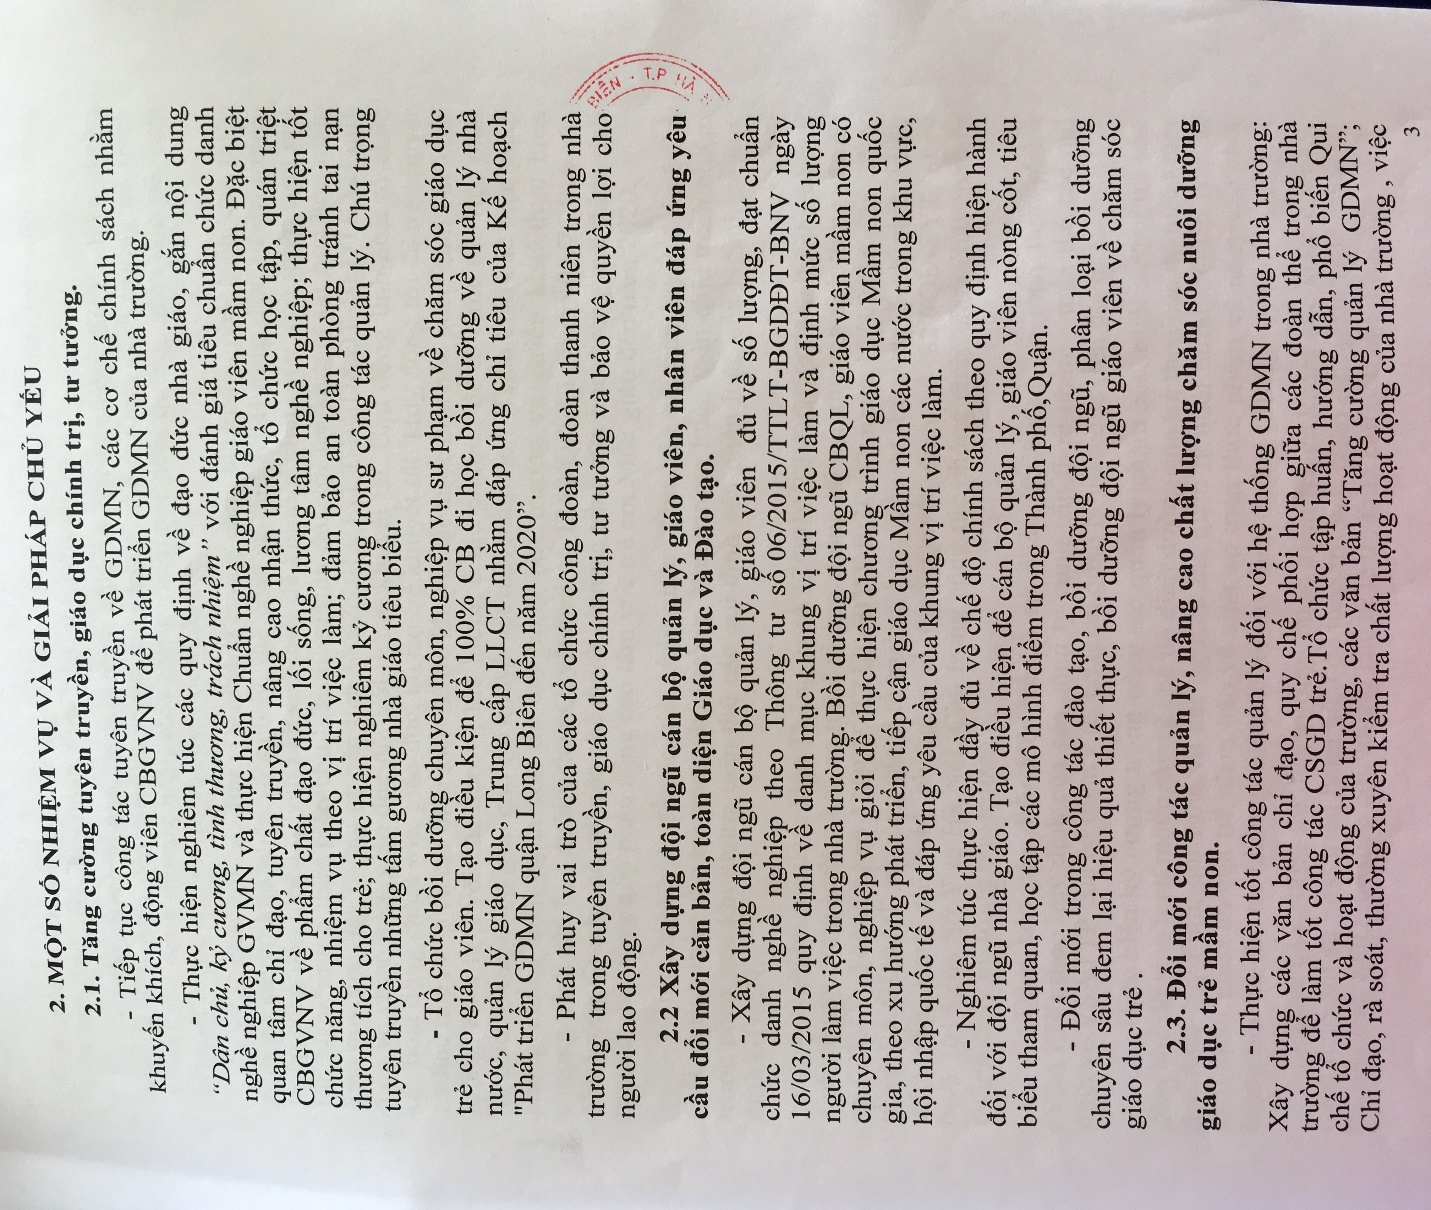 2. MỘT SỐ NHIỆM VỤ VÀ GIẢI PHÁP CHỦ YẾU
2.1. Tăng cường tuyên truyền, giáo dục chính trị, tư tưởng.
- Tiếp tục công tác tuyên truyền về GDMN, các cơ chế chính sách nhằm
khuyến khích, động viên CBGVNV để phát triển GDMN của nhà trường.
- Thực hiện nghiêm túc các quy định về đạo đức nhà giáo, gắn nội dung
“Dân chủ, kỷ cương, tình thương, trách nhiệm” với đánh giá tiêu chuẩn chức danh
nghề nghiệp GVMN và thực hiện Chuẩn nghề nghiệp giáo viên mầm non. Đặc biệt
quan tâm chỉ đạo, tuyên truyền, nâng cao nhận thức, tổ chức học tập, quán triệt
CBGVNV về phẩm chất đạo đức, lối sống, lương tâm nghề nghiệp; thực hiện tốt
chức năng, nhiệm vụ theo vị trí việc làm; đảm bảo an toàn phòng tránh tai nạn
thương tích cho trẻ; thực hiện nghiêm kỷ cương trong công tác quản lý. Chú trọng
tuyên truyền những tấm gương nhà giáo tiêu biểu.
- Tổ chức bồi dưỡng chuyên môn, nghiệp vụ sư phạm về chăm sóc giáo dục
trẻ cho giáo viên. Tạo điều kiện để 100% CB đi học bồi dưỡng về quản lý nhà
nước, quản lý giáo dục, Trung cấp LLCT nhằm đáp ứng chỉ tiêu của Kế hoạch
"Phát triển GDMN quận Long Biên đến năm 2020”.
- Phát huy vai trò của các tổ chức công đoàn, đoàn thanh niên trong nhà
trường trong tuyên truyền, giáo dục chính trị, tư tưởng và bảo vệ quyền lợi cho
người lao động.
BIÊN - T.P HÀ
2.2 Xây dựng đội ngũ cán bộ quản lý, giáo viên, nhân viên đáp ứng yêu
cầu đổi mới căn bản, toàn diện Giáo dục và Đào tạo.
- Xây dựng đội ngũ cán bộ quản lý, giáo viên đủ về số lượng, đạt chuẩn
chức danh nghề nghiệp theo Thông tư số 06/2015/TTLT-BGDĐT-BNV ngày
16/03/2015 quy định về danh mục khung vị trí việc làm và định mức số lượng
người làm việc trong nhà trường. Bồi dưỡng đội ngũ CBQL, giáo viên mầm non có
chuyên môn, nghiệp vụ giỏi để thực hiện chương trình giáo dục Mầm non quốc
gia, theo xu hướng phát triển, tiếp cận giáo dục Mầm non các nước trong khu vực,
hội nhập quốc tế và đáp ứng yêu cầu của khung vị trí việc làm.
- Nghiêm túc thực hiện đầy đủ về chế độ chính sách theo quy định hiện hành
đối với đội ngũ nhà giáo. Tạo điều hiện để cán bộ quản lý, giáo viên nòng cốt, tiêu
biểu tham quan, học tập các mô hình điểm trong Thành phố,Quận.
- Đổi mới trong công tác đào tạo, bồi dưỡng đội ngũ, phân loại bồi dưỡng
chuyên sâu đem lại hiệu quả thiết thực, bồi dưỡng đội ngũ giáo viên về chăm sóc
giáo dục trẻ .
2.3. Đổi mới công tác quản lý, nâng cao chất lượng chăm sóc nuôi dưỡng
giáo dục trẻ mầm non.
- Thực hiện tốt công tác quản lý đối với hệ thống GDMN trong nhà trường:
Xây dựng các văn bản chỉ đạo, quy chế phối hợp giữa các đoàn thể trong nhà
trường để làm tốt công tác CSGD trẻ.Tổ chức tập huấn, hướng dẫn, phổ biến Qui
chế tổ chức và hoạt động của trường, các văn bản “Tăng cường quản lý GDMN”;
Chỉ đạo, rà soát, thường xuyên kiểm tra chất lượng hoạt động của nhà trường , việc
3